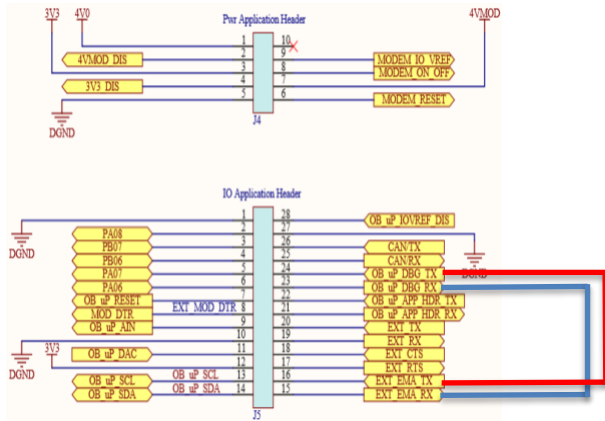 3V3 4V0 Pwr Application Header 4VMOD
1 10
4VMOD_DIS 2 9 MODEM_IO_VREF
3 8 MODEM_ON_OFF
3V3_DIS 4 7
5 6 MODEM_RESET
DGND J4
IO Application Header
1 28 OB_uP_IOVREF_DIS
DGND PA08 2 27
PB07 3 26 CAN/TX DGND
PB06 4 25 CAN/RX
PA07 5 24 OB_uP_DBG_TX
PA06 6 23 OB_uP_DBG_RX
OB_uP_RESET 7 22 OB_uP_APP_HDR_TX
MOD_DTR EXT_MOD_DTR 8 21 OB_uP_APP_HDR_RX
OB_uP_AIN 9 20 EXT_TX
10 19 EXT_RX
DGND 3V3 OB_uP_DAC 11 18 EXT_CTS
12 17 EXT_RTS
OB_uP_SCL OB_uP_SCL 13 16 EXT_EMA_TX
OB_uP_SDA OB_uP_SDA 14 15 EXT_EMA_RX
J5